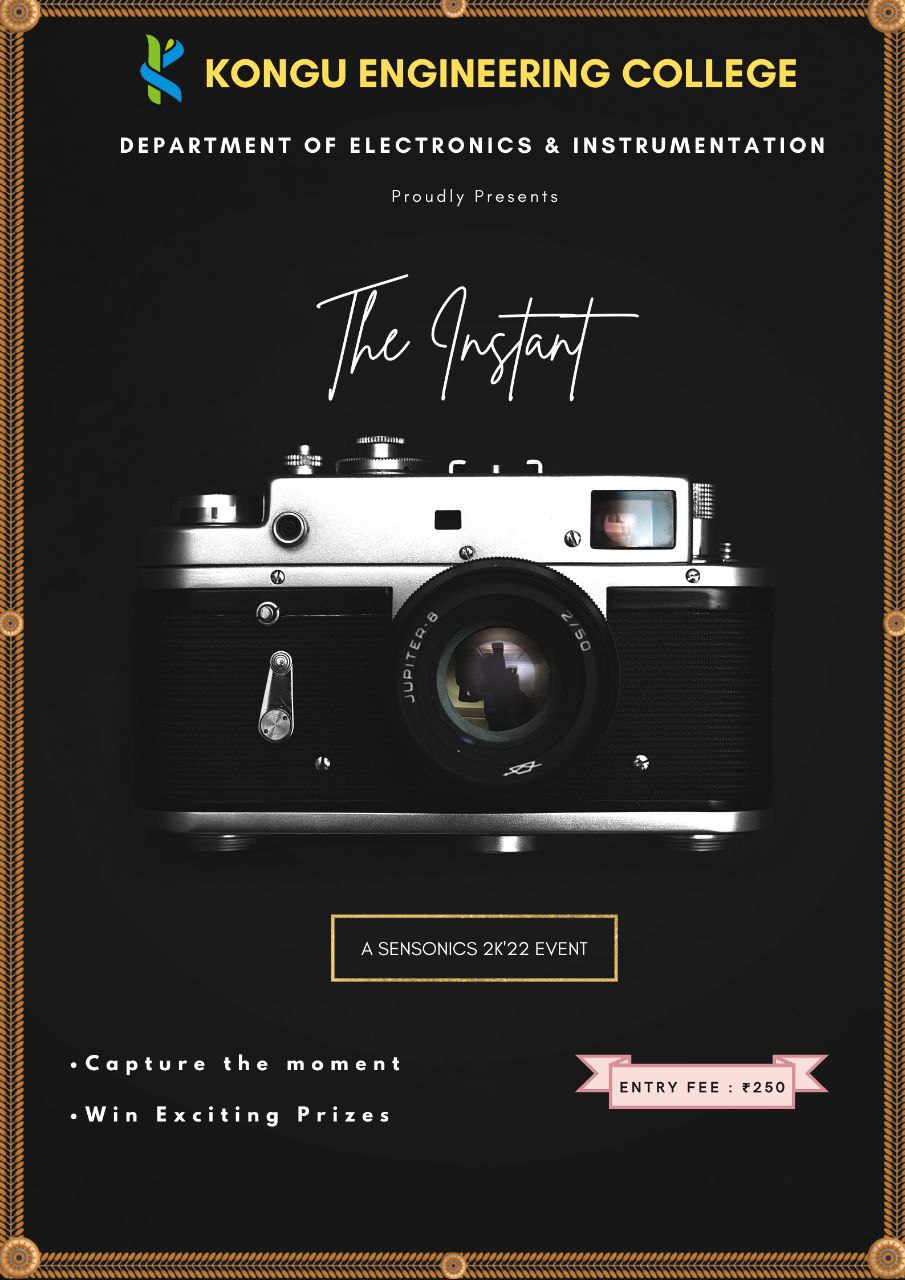 KONGU ENGINEERING COLLEGE
DEPARTMENT OF ELECTRONICS & INSTRUMENTATION
Proudly Presents
The Instant
JUPITER-8
2/50
A SENSONICS 2K'22 EVENT
• Capture the moment
• Win Exciting Prizes
ENTRY FEE : ₹250